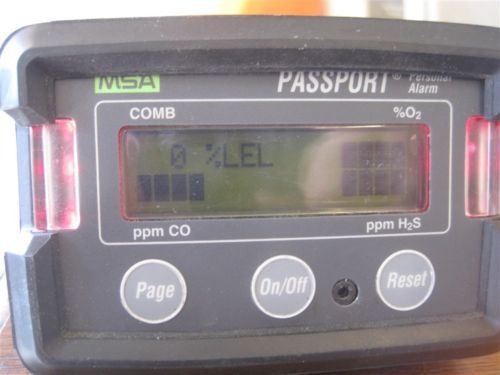 MSA PASSPORT® Personal Alarm
COMB %O₂
0 %LEL
ppm CO ppm H₂S
Page On/Off Reset